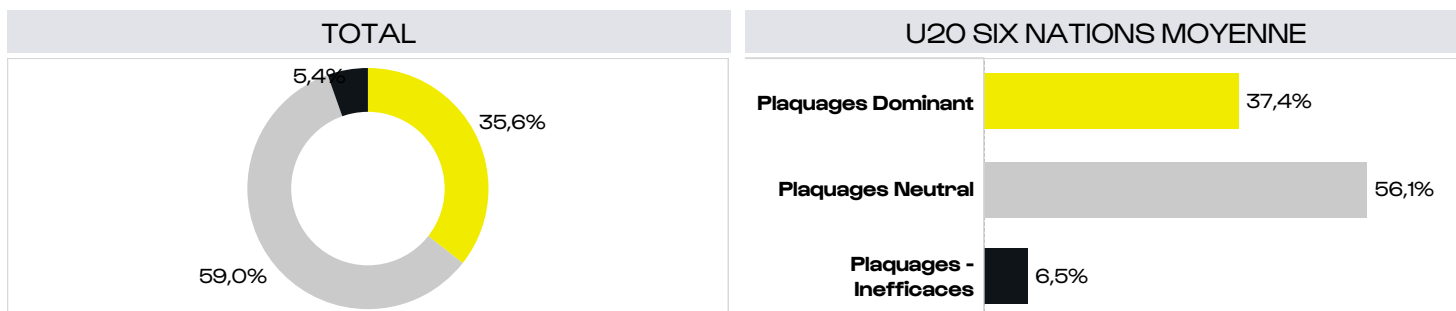 TOTAL
5,4%
35,6%
59,0%
U20 SIX NATIONS MOYENNE
Plaquages Dominant
37,4%
Plaquages Neutral
56,1%
Plaquages -
Inefficaces
6,5%